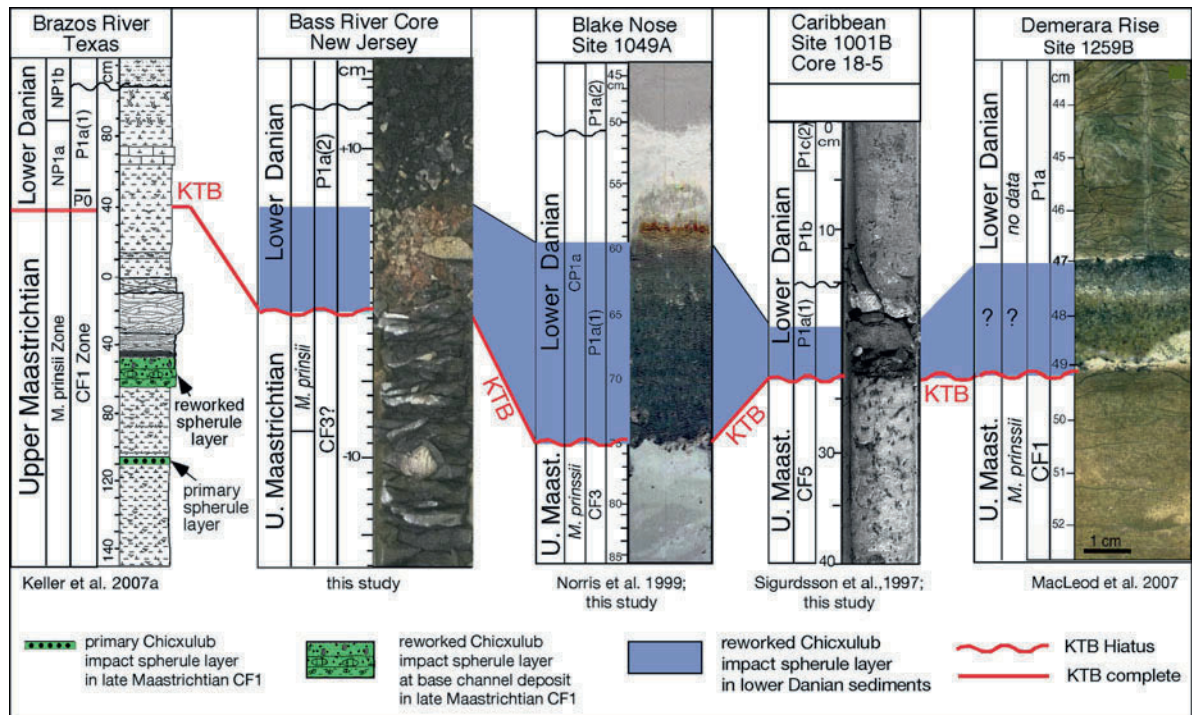 Brazos River
Texas
Lower Danian
NP1b
NP1a
P1a(1)
P0
cm
80
40
0
40
80
120
140
KTB
Upper Maastrichtian
M. prinsii Zone
CF1 Zone
reworked
spherule
layer
primary
spherule
layer
Keller et al. 2007a
Bass River Core
New Jersey
cm
+10
-10
Lower Danian
P1a(2)
U. Maastrichtian
M. prinsii
CF3?
this study
KTB
Blake Nose
Site 1049A
45
cm
50
55
60
65
70
75
80
85
P1a(2)
Lower Danian
CP1a
P1a(1)
U. Maast.
M. prinssii
CF3
Norris et al. 1999;
this study
KTB
Caribbean
Site 1001B
Core 18-5
0
cm
10
30
40
Lower Danian
P1c(2)
P1b
P1a(1)
U. Maast.
CF5
Sigurdsson et al.,1997;
this study
KTB
Demerara Rise
Site 1259B
cm
44
45
46
47
48
49
50
51
52
Lower Danian
no data
P1a
?
?
U. Maast.
M. prinssii
CF1
1 cm
MacLeod et al. 2007
primary Chicxulub
impact spherule layer
in late Maastrichtian CF1
reworked Chicxulub
impact spherule layer
at base channel deposit
in late Maastrichtian CF1
reworked Chicxulub
impact spherule layer
in lower Danian sediments
KTB Hiatus
KTB complete